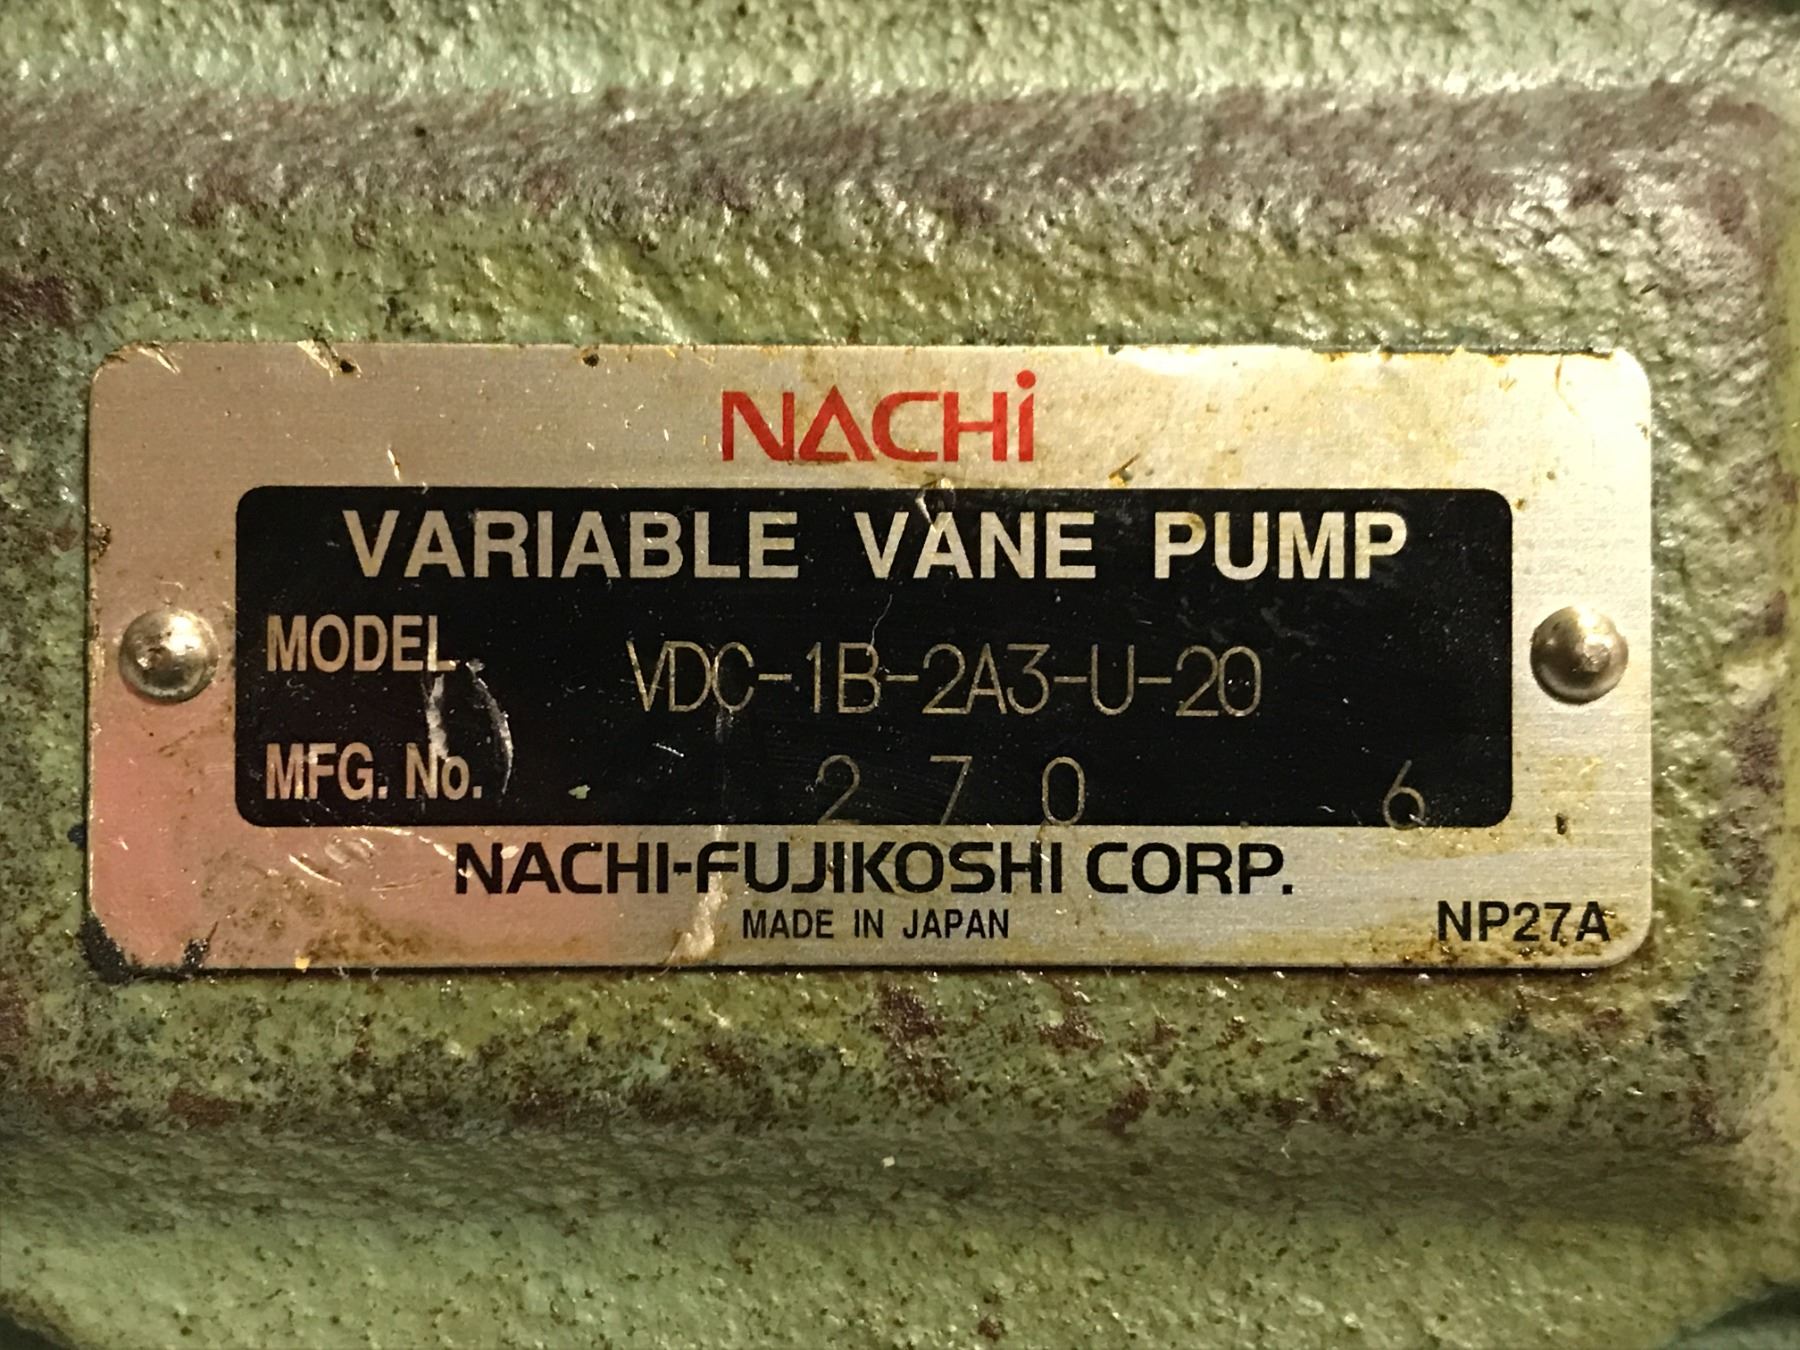 NACHi
VARIABLE VANE PUMP
MODEL VDC-1B-2A3-U-20
MFG. No. 2 7 0 6
NACHI-FUJIKOSHI CORP.
MADE IN JAPAN
NP27A